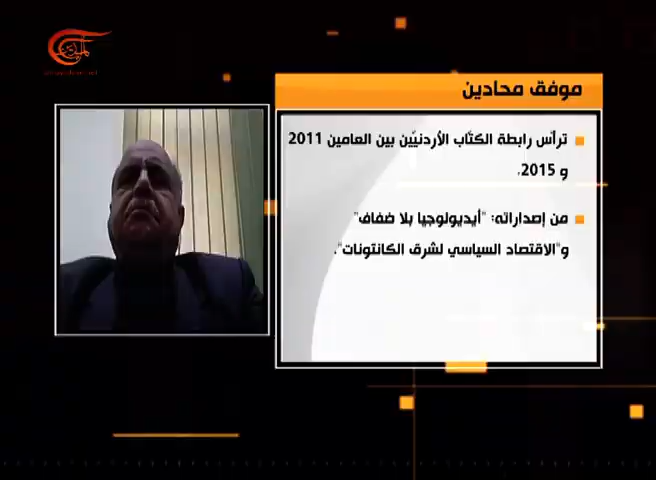 الميادين
موفق محادين
ترأس رابطة الكتّاب الأردنيّين بين العامين 2011
و 2015.
من إصداراته: "أيديولوجيا بلا ضفاف"
و"الاقتصاد السياسي لشرق الكانتونات".